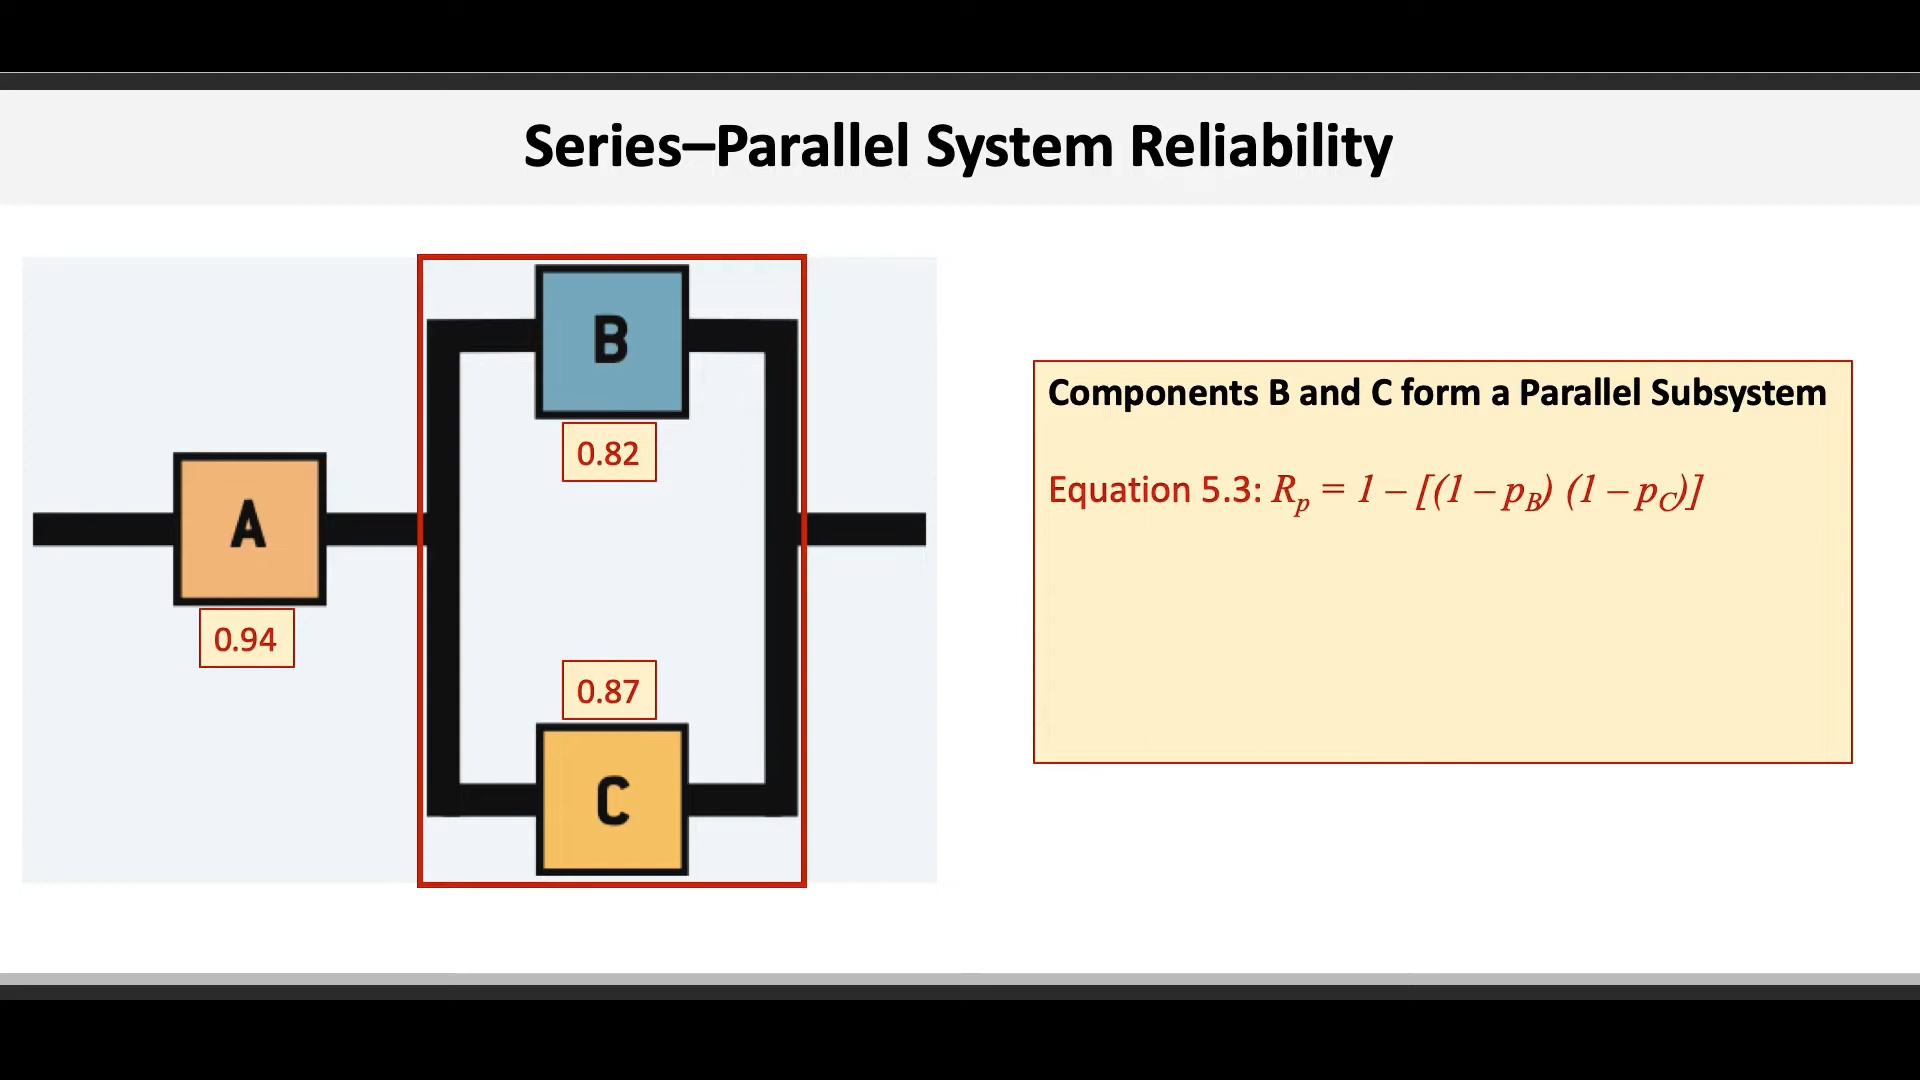 Series–Parallel System Reliability
B
0.82
A
0.94
0.87
C
Components B and C form a Parallel Subsystem
Equation 5.3: Rp = 1 – [(1 – pB) (1 – pC)]